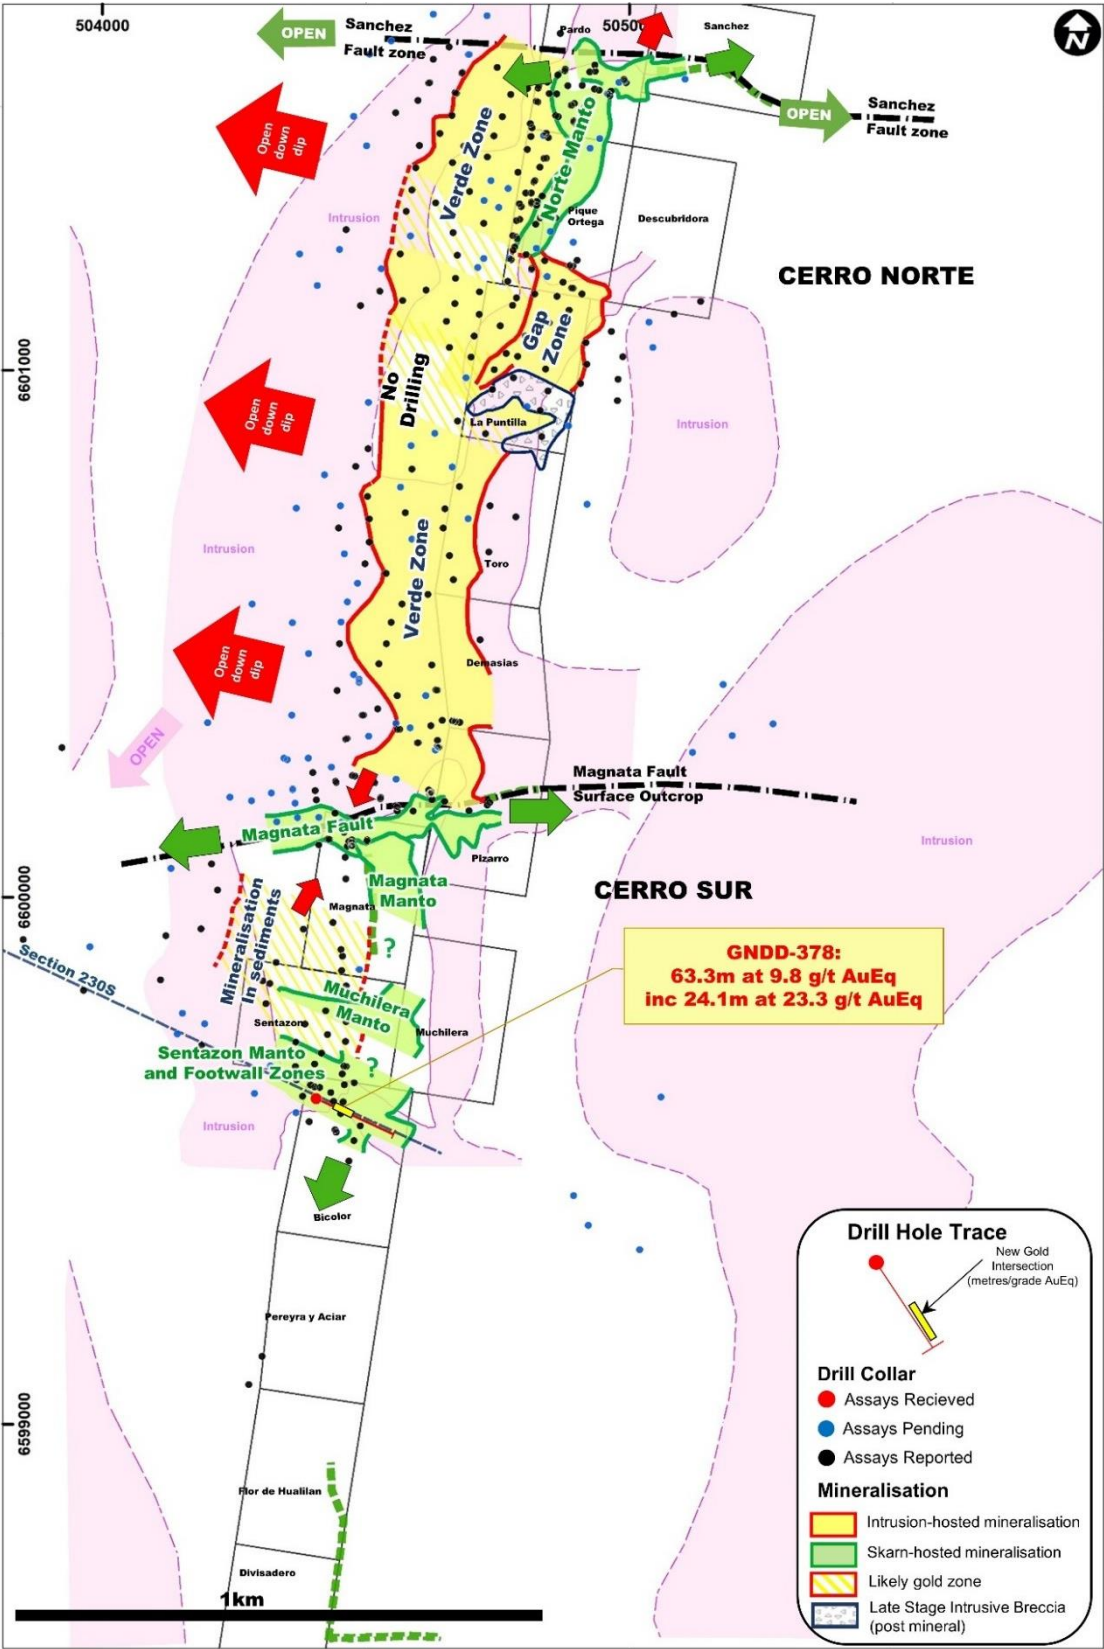 504000
505000
N
OPEN
Sanchez
Fault zone
Pardo
Sanchez
OPEN
Sanchez
Fault zone
Open
down
dip
Verde Zone
Norte Manto
Intrusion
Pique
Ortega
Descubridora
CERRO NORTE
Gap
Zone
6601000
No
Drilling
Open
down
dip
La Puntilla
Intrusion
Intrusion
Verde Zone
Toro
Open
down
dip
Demasias
OPEN
Magnata Fault
Surface Outcrop
Magnata Fault
Intrusion
Pizarro
Magnata
Manto
CERRO SUR
6600000
Magnata
Mineralisation
In sediments
?
Section 230S
GNDD-378:
63.3m at 9.8 g/t AuEq
inc 24.1m at 23.3 g/t AuEq
Muchilera
Manto
Sentazon
Muchilera
Sentazon Manto
and Footwall Zones
?
Intrusion
Bicolor
Pereyra y Aciar
6599000
Flor de Hualilan
Divisadero
1km
Drill Hole Trace
New Gold
Intersection
(metres/grade AuEq)
Drill Collar
Assays Recieved
Assays Pending
Assays Reported
Mineralisation
Intrusion-hosted mineralisation
Skarn-hosted mineralisation
Likely gold zone
Late Stage Intrusive Breccia
(post mineral)